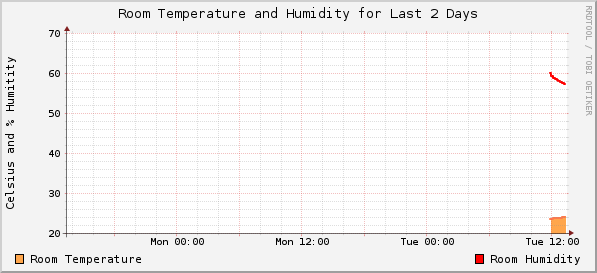 Room Temperature and Humidity for Last 2 Days
RRDTOOL / TOBI OETIKER
Celsius and % Humitity
70
60
50
40
30
20
Mon 00:00 Mon 12:00 Tue 00:00 Tue 12:00
Room Temperature Room Humidity